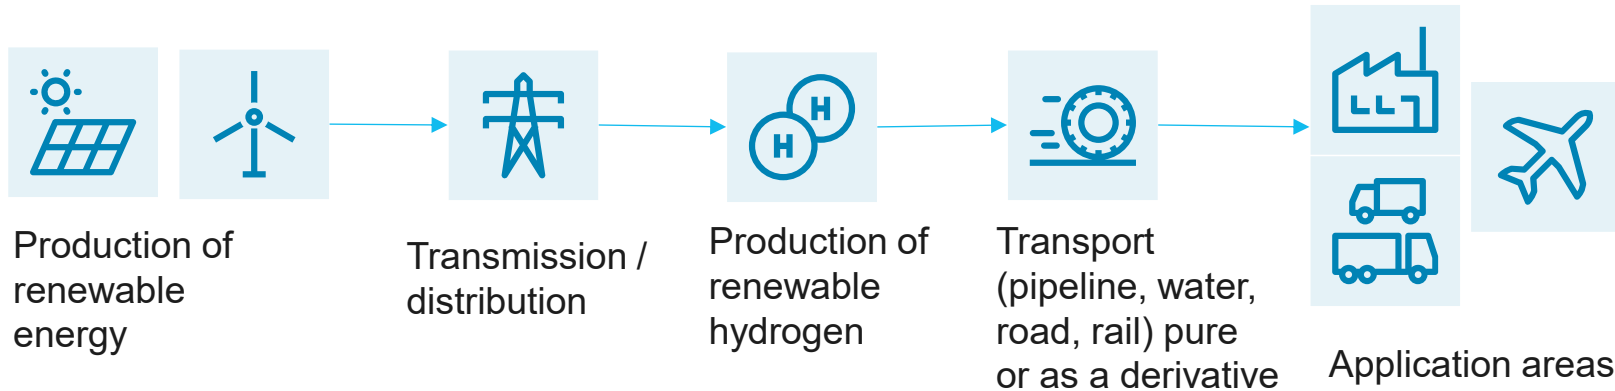 H
H
Production of
renewable
energy
Transmission /
distribution
Production of
renewable
hydrogen
Transport
(pipeline, water,
road, rail) pure
or as a derivative
Application areas